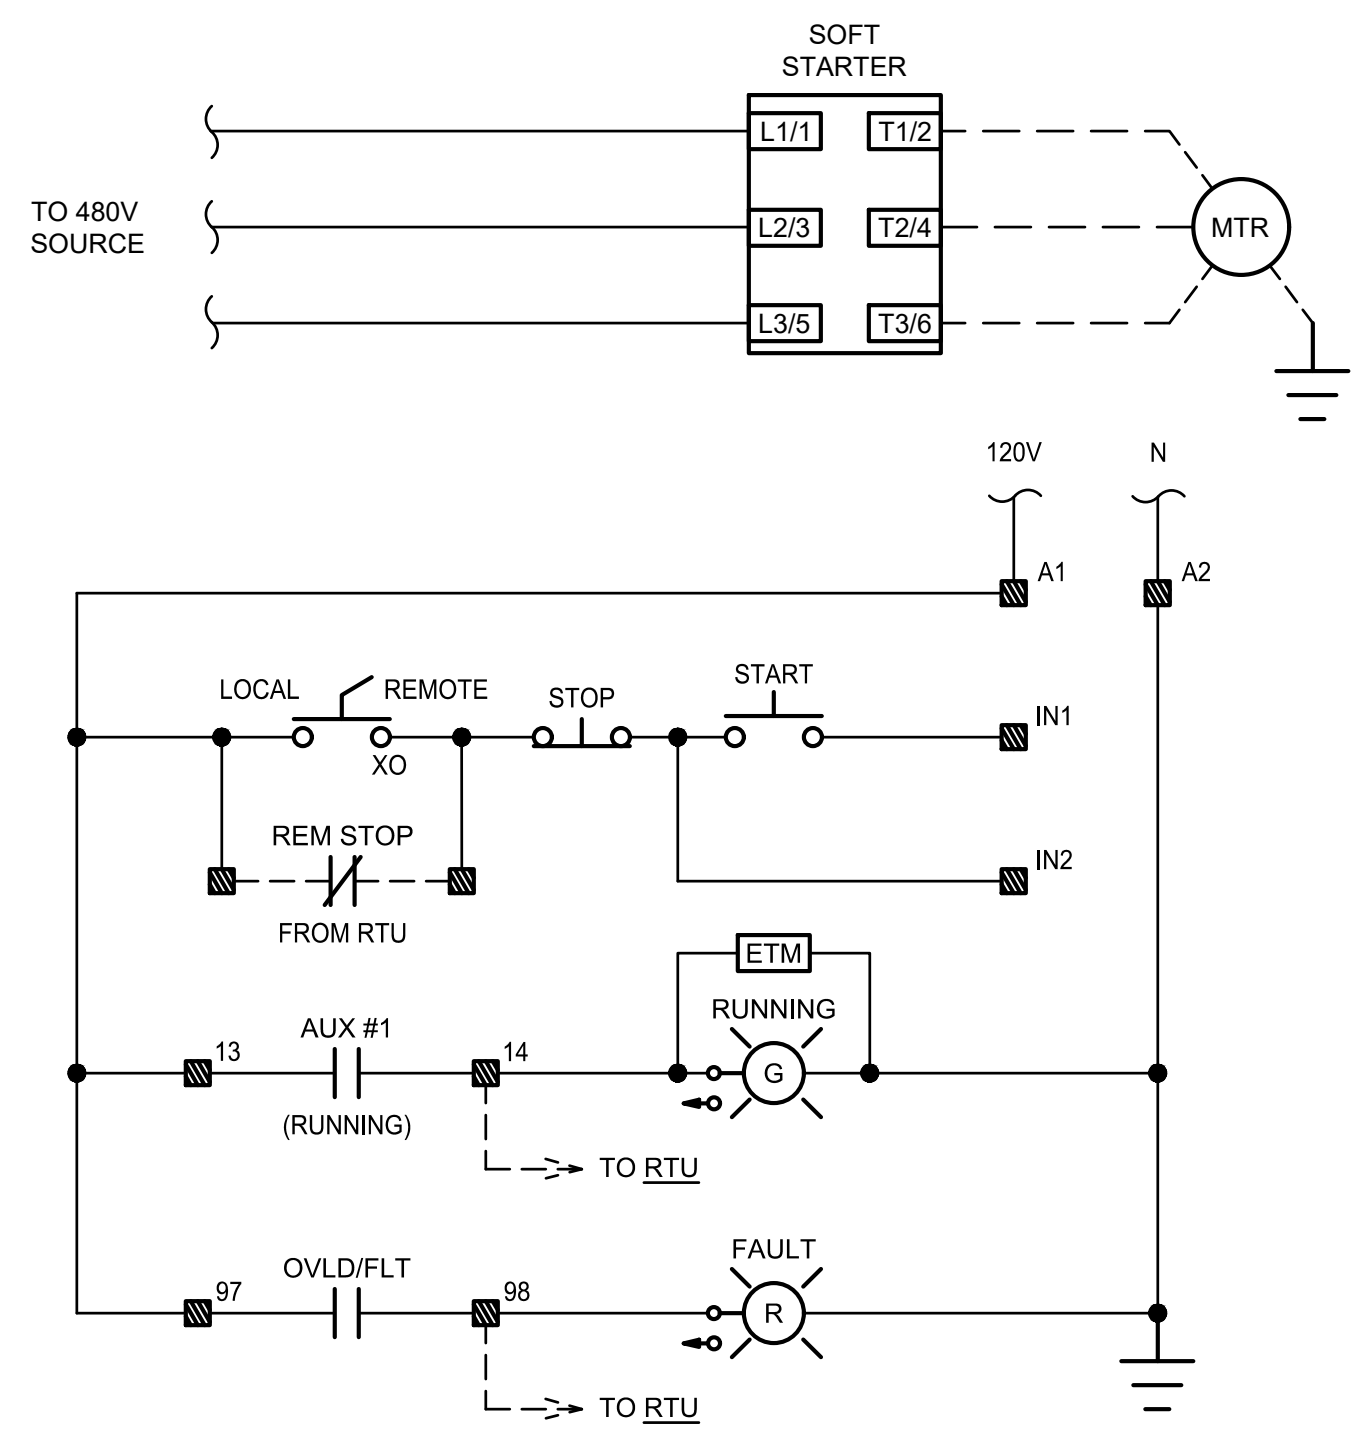 SOFT
STARTER
L1/1
T1/2
TO 480V
SOURCE
L2/3
T2/4
MTR
L3/5
T3/6
120V
N
A1
A2
LOCAL
REMOTE
STOP
START
IN1
XO
REM STOP
IN2
FROM RTU
ETM
RUNNING
AUX #1
13
14
G
(RUNNING)
TO RTU
FAULT
OVLD/FLT
97
98
R
TO RTU